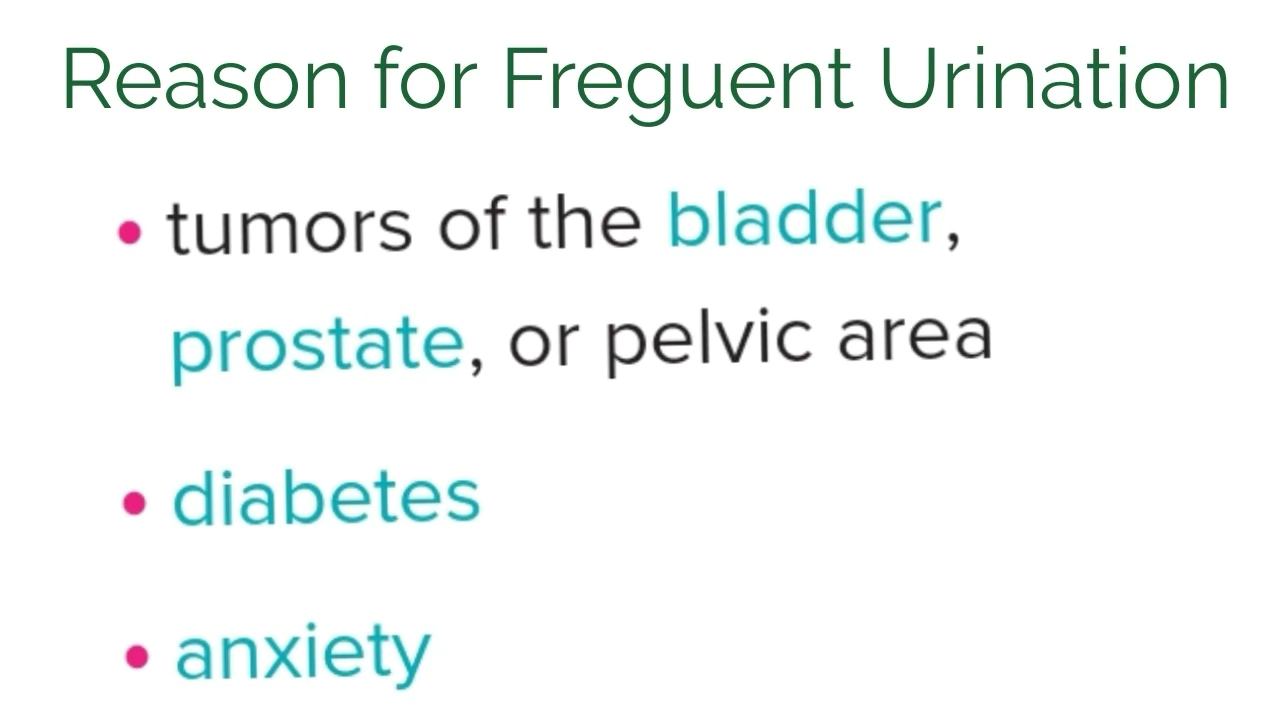 Reason for Freguent Urination
• tumors of the bladder,
prostate, or pelvic area
• diabetes
• anxiety